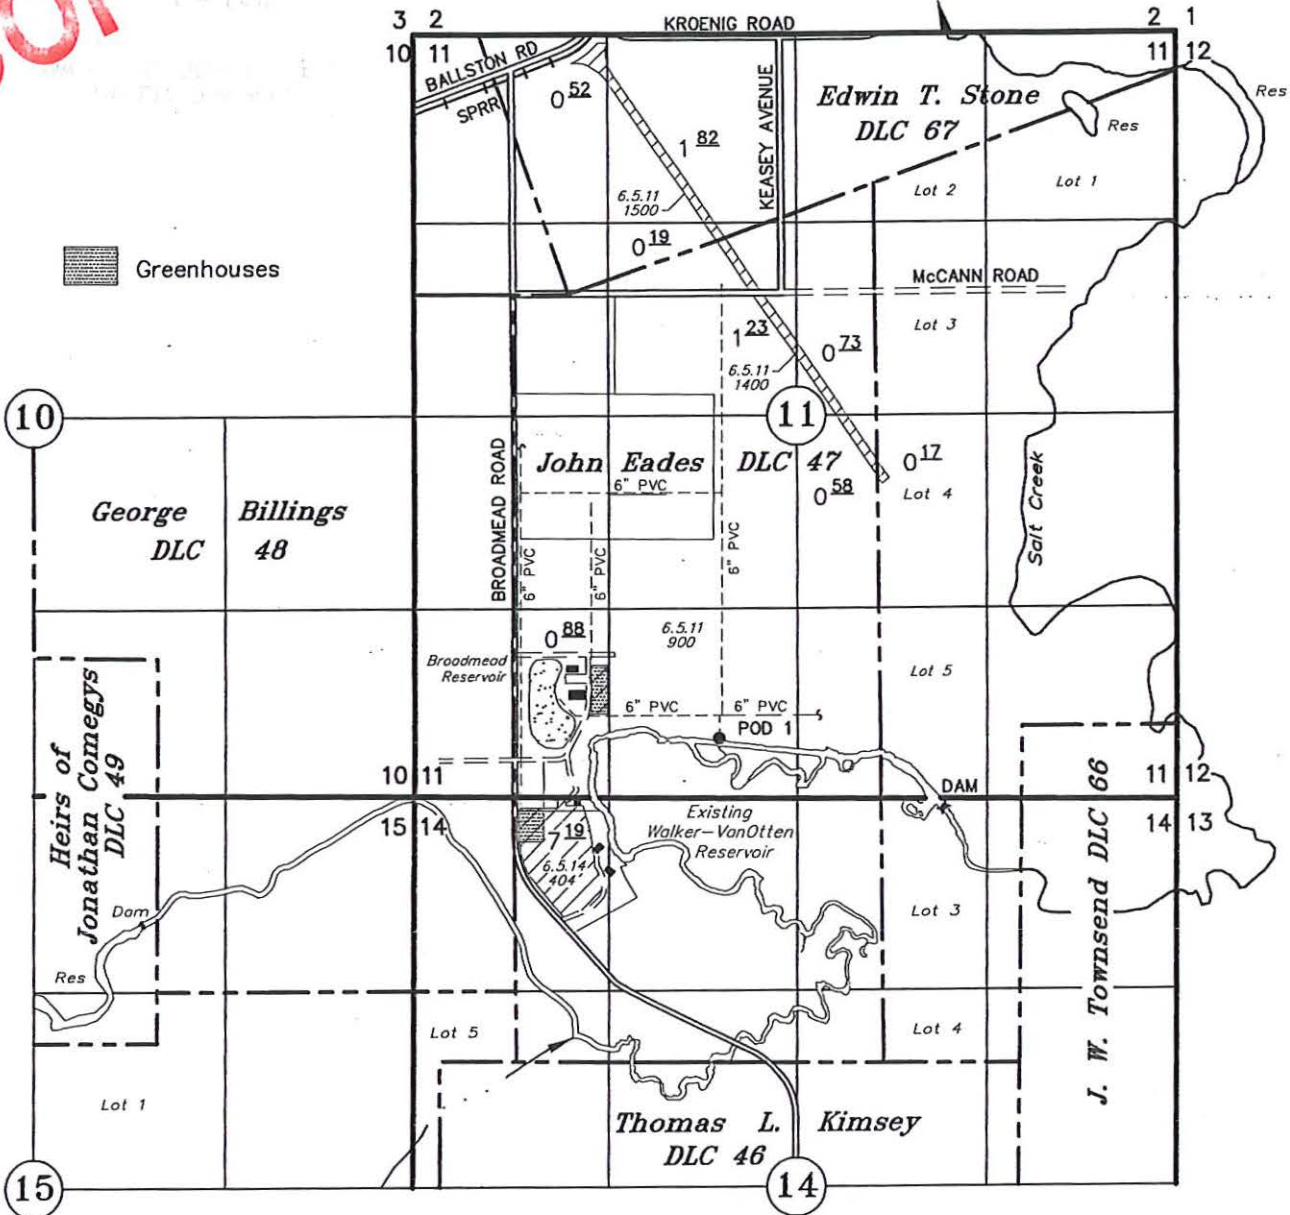 3 2
KROENIG ROAD
2 1
10 11
11 12
BALLSTON RD
SPRR
0 52
KEASEY AVENUE
Edwin T. Stone
DLC 67
Res
Res
1 82
6.5.11
1500
Lot 2
Lot 1
0 19
Greenhouses
McCANN ROAD
Lot 3
1 23
0 73
6.5.11
1400
10
11
BROADMEAD ROAD
John Eades DLC 47
6" PVC
0 17
0 58
Lot 4
Salt Creek
George Billings
DLC 48
6" PVC
6" PVC
6" PVC
0 88
6.5.11
900
Broadmead
Reservoir
Lot 5
6" PVC
6" PVC
POD 1
Heirs of
Jonathan Comegys
DLC 49
10 11
11 12
DAM
15 14
14 13
Existing
Walker-VanOtten
Reservoir
7 19
6.5.14
404
J. W. Townsend DLC 66
Dam
Lot 3
Res
Lot 5
Lot 4
Lot 1
Thomas L. Kimsey
DLC 46
15
14